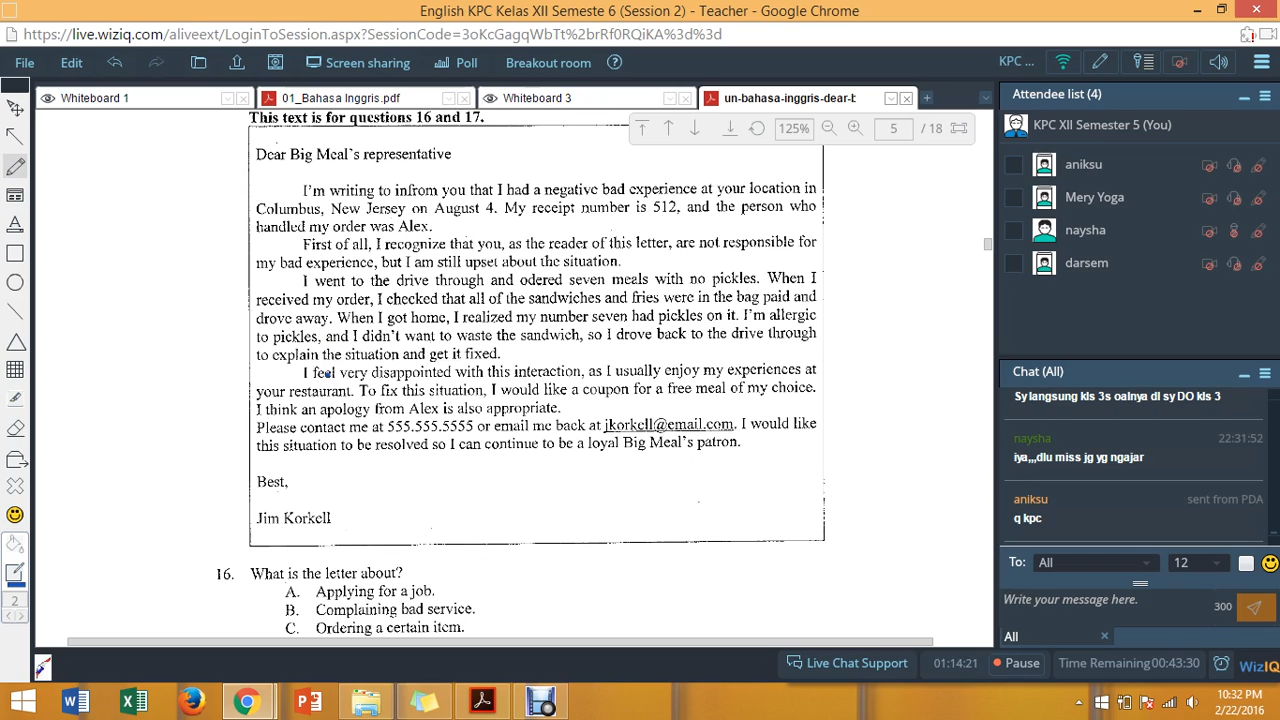 English KPC Kelas XII Semeste 6 (Session 2) - Teacher - Google Chrome
https://live.wiziq.com/aliveext/LoginToSession.aspx?SessionCode=3oKcGagqWbTt%2brRf0RQiKA%3d%3d
File Edit Screen sharing Poll Breakout room KPC ...
Whiteboard 1 01_Bahasa Inggris.pdf Whiteboard 3 un-bahasa-inggris-dear-b
125% 5 / 18
This text is for questions 16 and 17.
Dear Big Meal's representative
I'm writing to infrom you that I had a negative bad experience at your location in
Columbus, New Jersey on August 4. My receipt number is 512, and the person who
handled my order was Alex.
First of all, I recognize that you, as the reader of this letter, are not responsible for
my bad experience, but I am still upset about the situation.
I went to the drive through and odered seven meals with no pickles. When I
received my order, I checked that all of the sandwiches and fries were in the bag paid and
drove away. When I got home, I realized my number seven had pickles on it. I'm allergic
to pickles, and I didn't want to waste the sandwich, so I drove back to the drive through
to explain the situation and get it fixed.
I feel very disappointed with this interaction, as I usually enjoy my experiences at
your restaurant. To fix this situation, I would like a coupon for a free meal of my choice.
I think an apology from Alex is also appropriate.
Please contact me at 555.555.5555 or email me back at jkorkell@email.com. I would like
this situation to be resolved so I can continue to be a loyal Big Meal's patron.
Best,
Jim Korkell
16. What is the letter about?
A. Applying for a job.
B. Complaining bad service.
C. Ordering a certain item.
2
Attendee list (4)
KPC XII Semester 5 (You)
aniksu
Mery Yoga
naysha
darsem
Chat (All)
Sy langsung kls 3s oalnya dl sy DO kls 3
naysha 22:31:52
iya,,,dlu miss jg yg ngajar
aniksu sent from PDA
q kpc
To: All 12
Write your message here. 300
All
Live Chat Support 01:14:21 Pause Time Remaining 00:43:30 WizIQ
10:32 PM
2/22/2016